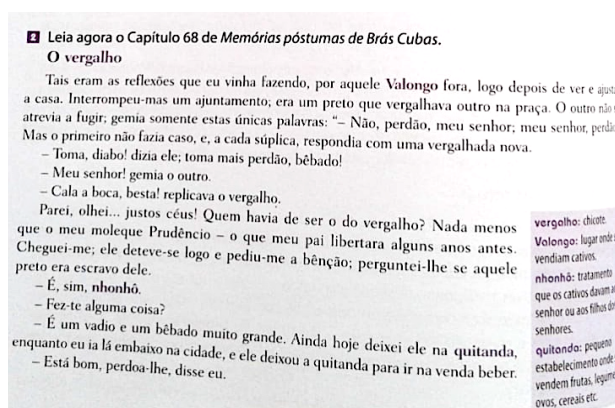 2 Leia agora o Capítulo 68 de Memórias póstumas de Brás Cubas.
O vergalho
Tais eram as reflexões que eu vinha fazendo, por aquele Valongo fora, logo depois de ver e
a casa. Interrompeu-mas um ajuntamento; era um preto que vergalhava outro na praça. O outro não
atrevia a fugir; gemia somente estas únicas palavras: “– Não, perdão, meu senhor; meu senhor,
Mas o primeiro não fazia caso, e, a cada súplica, respondia com uma vergalhada nova.
– Toma, diabo! dizia ele; toma mais perdão, bêbado!
– Meu senhor! gemia o outro.
– Cala a boca, besta! replicava o vergalho.
Parei, olhei... justos céus! Quem havia de ser o do vergalho? Nada menos
que o meu moleque Prudêncio – o que meu pai libertara alguns anos antes.
Cheguei-me; ele deteve-se logo e pediu-me a bênção; perguntei-lhe se aquele
preto era escravo dele.
– É, sim, nhonhô.
– Fez-te alguma coisa?
– É um vadio e um bêbado muito grande. Ainda hoje deixei ele na quitanda,
enquanto eu ia lá embaixo na cidade, e ele deixou a quitanda para ir na venda beber.
– Está bom, perdoa-lhe, disse eu.
vergalho: chicote.
Valongo: lugar onde
vendiam cativos.
nhonhô: tratamento
que os cativos davam
senhor ou aos filhos
senhores.
quitanda: pequeno
estabelecimento onde
vendem frutas,
ovos, cereais etc.